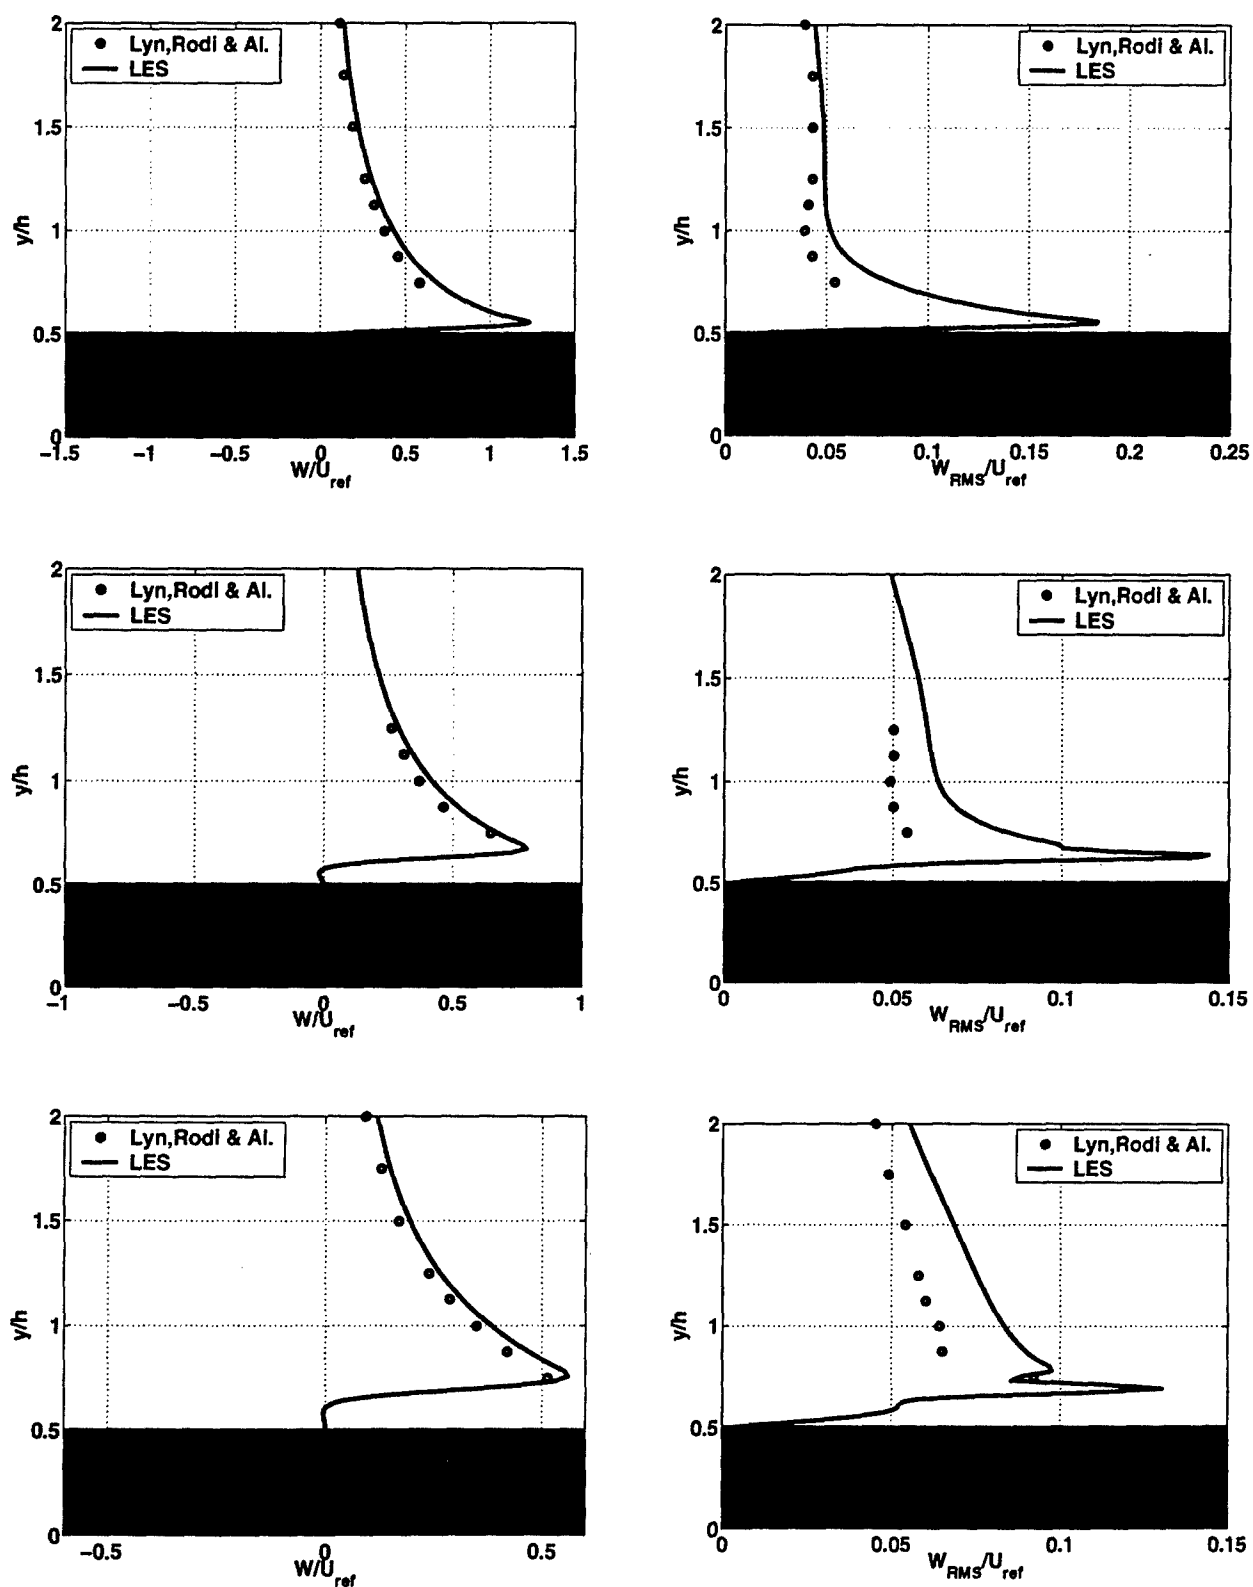 2
Lyn,Rodi & Al.
LES
1.5
y/h
1
0.5
0
-1.5 -1 -0.5 0 0.5 1 1.5
W/U_ref
2
Lyn,Rodi & Al.
LES
1.5
y/h
1
0.5
0
0 0.05 0.1 0.15 0.2 0.25
W_RMS/U_ref
2
Lyn,Rodi & Al.
LES
1.5
y/h
1
0.5
0
-1 -0.5 0 0.5 1
W/U_ref
2
Lyn,Rodi & Al.
LES
1.5
y/h
1
0.5
0
0 0.05 0.1 0.15
W_RMS/U_ref
2
Lyn,Rodi & Al.
LES
1.5
y/h
1
0.5
0
-0.5 0 0.5
W/U_ref
2
Lyn,Rodi & Al.
LES
1.5
y/h
1
0.5
0
0 0.05 0.1 0.15
W_RMS/U_ref